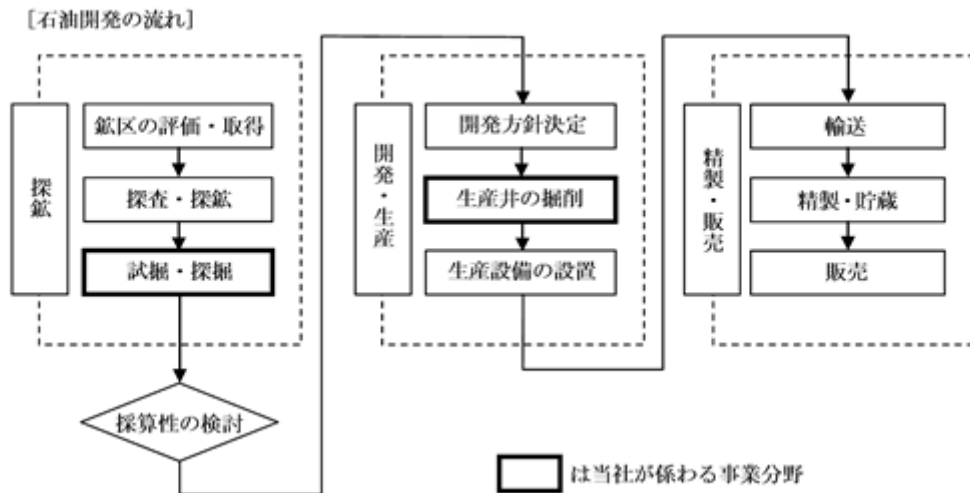 ［石油開発の流れ］
探鉱
鉱区の評価・取得
探査・探鉱
試掘・探掘
採算性の検討
開発・生産
開発方針決定
生産井の掘削
生産設備の設置
精製・販売
輸送
精製・貯蔵
販売
は当社が係わる事業分野